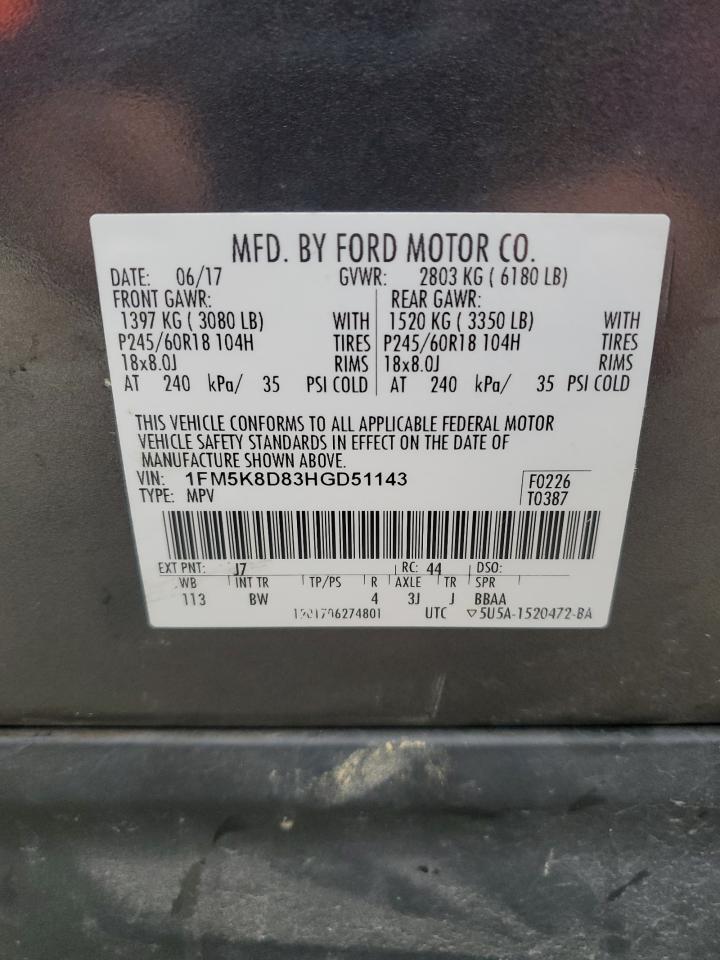 MFD. BY FORD MOTOR CO.
DATE: 06/17 GVWR: 2803 KG ( 6180 LB)
FRONT GAWR: REAR GAWR:
1397 KG ( 3080 LB) WITH 1520 KG ( 3350 LB) WITH
P245/60R18 104H TIRES P245/60R18 104H TIRES
18x8.0J RIMS 18x8.0J RIMS
AT 240 kPa/ 35 PSI COLD AT 240 kPa/ 35 PSI COLD
THIS VEHICLE CONFORMS TO ALL APPLICABLE FEDERAL MOTOR
VEHICLE SAFETY STANDARDS IN EFFECT ON THE DATE OF
MANUFACTURE SHOWN ABOVE.
VIN: 1FM5K8D83HGD51143 F0226
TYPE: MPV T0387
EXT PNT: J7 RC: 44 DSO:
WB INT TR TP/PS R AXLE TR SPR
113 BW 4 3J J BBAA
UTC ▽5U5A-1520472-BA